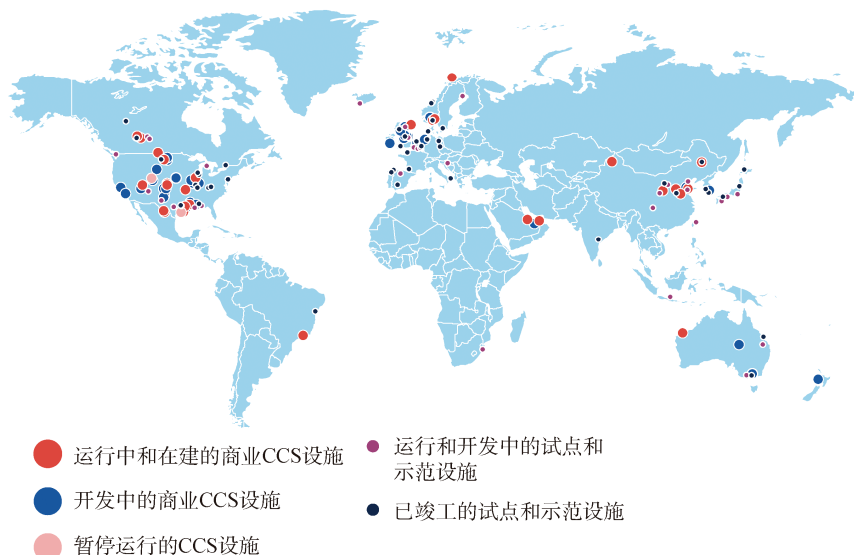 运行中和在建的商业CCS设施
开发中的商业CCS设施
暂停运行的CCS设施
运行和开发中的试点和
示范设施
已竣工的试点和示范设施